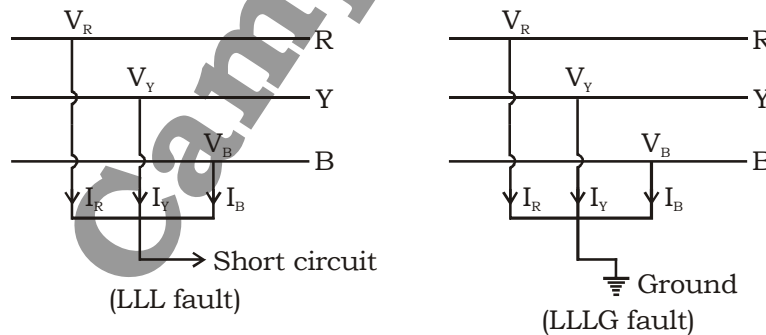 V_R R
V_Y Y
V_B B
I_R I_Y I_B
Short circuit
(LLL fault)
V_R R
V_Y Y
V_B B
I_R I_Y I_B
Ground
(LLLG fault)